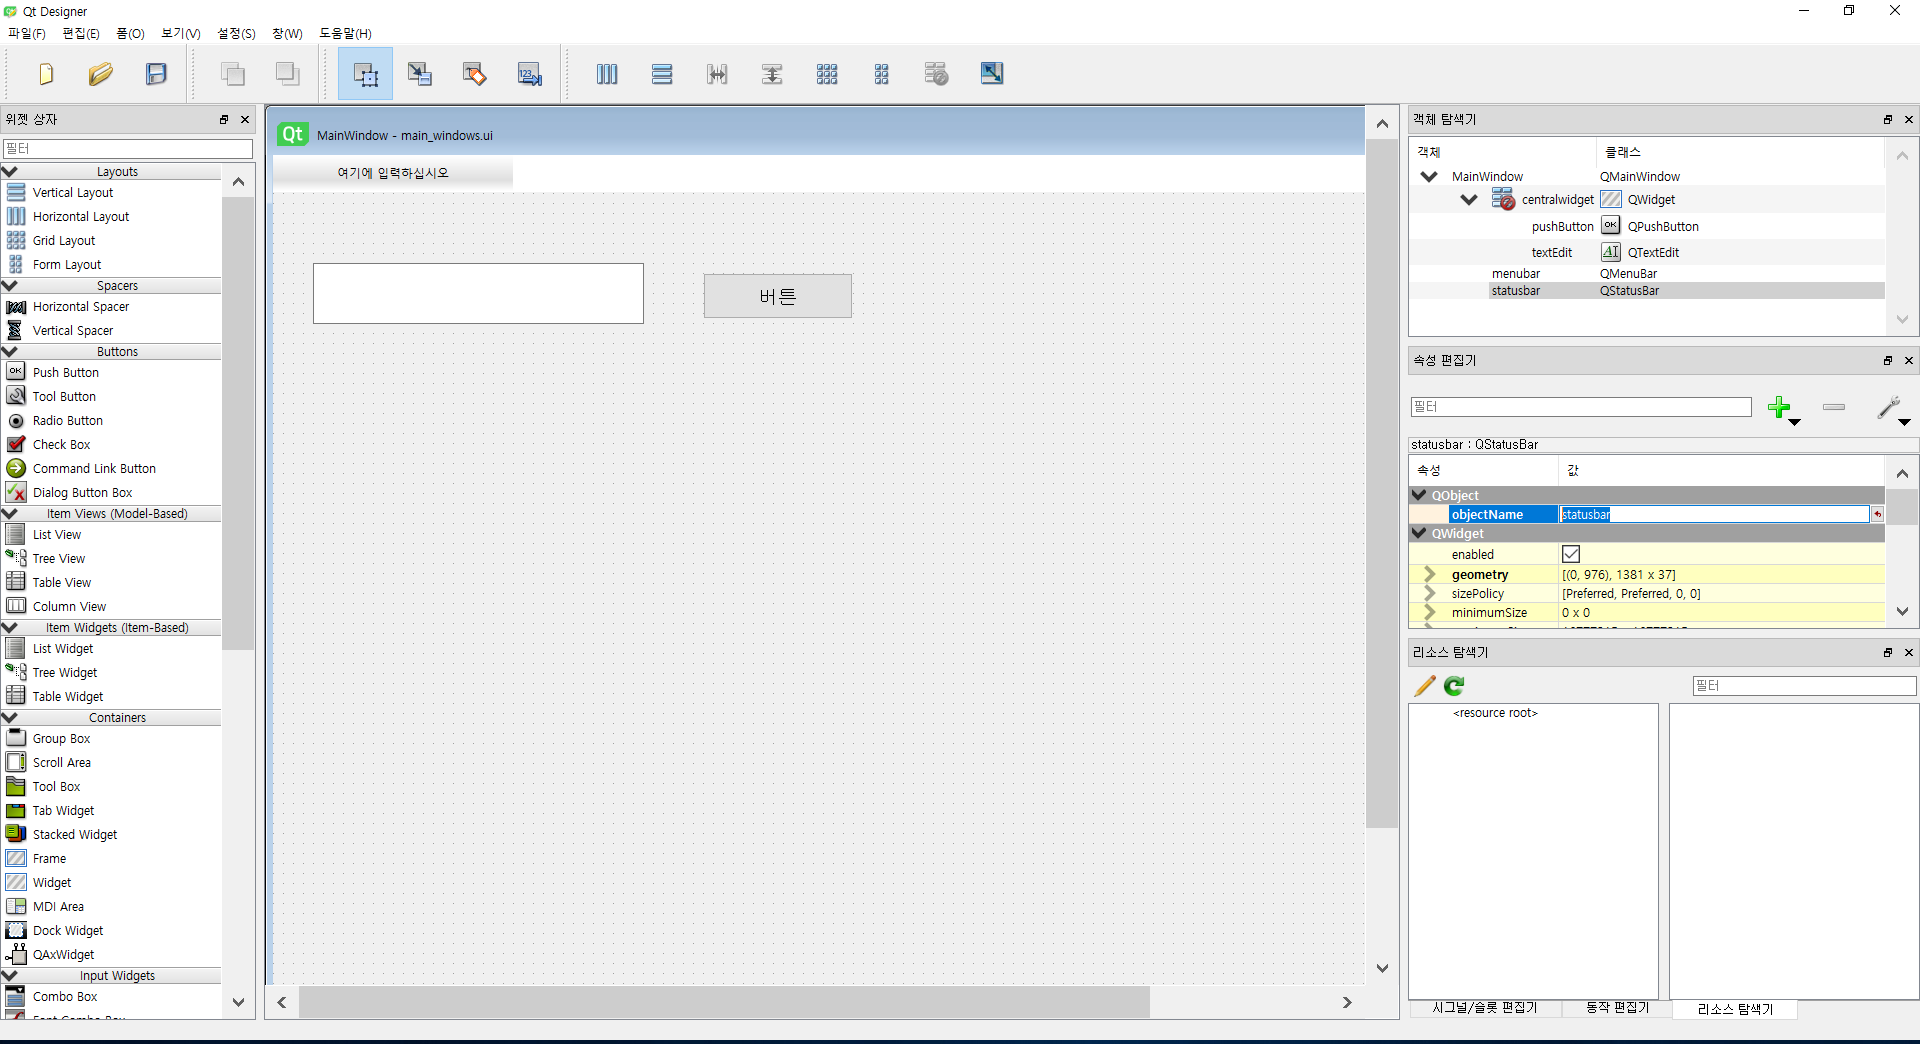 Qt Designer
파일(F) 편집(E) 폼(O) 보기(V) 설정(S) 창(W) 도움말(H)
위젯 상자
필터
Layouts
Vertical Layout
Horizontal Layout
Grid Layout
Form Layout
Spacers
Horizontal Spacer
Vertical Spacer
Buttons
Push Button
Tool Button
Radio Button
Check Box
Command Link Button
Dialog Button Box
Item Views (Model-Based)
List View
Tree View
Table View
Column View
Item Widgets (Item-Based)
List Widget
Tree Widget
Table Widget
Containers
Group Box
Scroll Area
Tool Box
Tab Widget
Stacked Widget
Frame
Widget
MDI Area
Dock Widget
QAxWidget
Input Widgets
Combo Box
Font Combo Box
Qt MainWindow - main_windows.ui
여기에 입력하십시오
버튼
객체 탐색기
객체 클래스
MainWindow QMainWindow
centralwidget QWidget
pushButton OK QPushButton
textEdit AI QTextEdit
menubar QMenuBar
statusbar QStatusBar
속성 편집기
필터
statusbar : QStatusBar
속성 값
QObject
objectName statusbar
QWidget
enabled
geometry [(0, 976), 1381 x 37]
sizePolicy [Preferred, Preferred, 0, 0]
minimumSize 0 x 0
리소스 탐색기
필터
<resource root>
시그널/슬롯 편집기 동작 편집기 리소스 탐색기